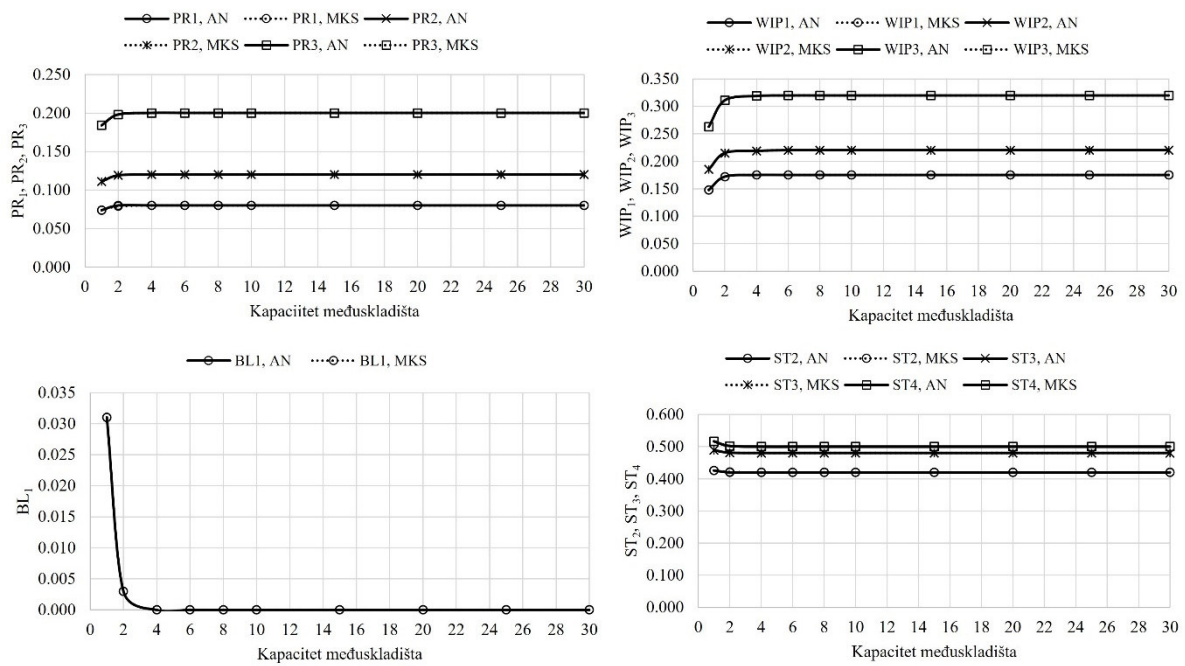 PR1, AN PR1, MKS PR2, AN
PR2, MKS PR3, AN PR3, MKS
PR1, PR2, PR3
0.250
0.200
0.150
0.100
0.050
0.000
0 2 4 6 8 10 12 14 16 18 20 22 24 26 28 30
Kapaciitet međuskladišta
WIP1, AN WIP1, MKS WIP2, AN
WIP2, MKS WIP3, AN WIP3, MKS
WIP1, WIP2, WIP3
0.350
0.300
0.250
0.200
0.150
0.100
0.050
0.000
0 2 4 6 8 10 12 14 16 18 20 22 24 26 28 30
Kapacitet međuskladišta
BL1, AN BL1, MKS
BL1
0.035
0.030
0.025
0.020
0.015
0.010
0.005
0.000
0 2 4 6 8 10 12 14 16 18 20 22 24 26 28 30
Kapacitet međuskladišta
ST2, AN ST2, MKS ST3, AN
ST3, MKS ST4, AN ST4, MKS
ST2, ST3, ST4
0.600
0.500
0.400
0.300
0.200
0.100
0.000
0 2 4 6 8 10 12 14 16 18 20 22 24 26 28 30
Kapacitet međuskladišta